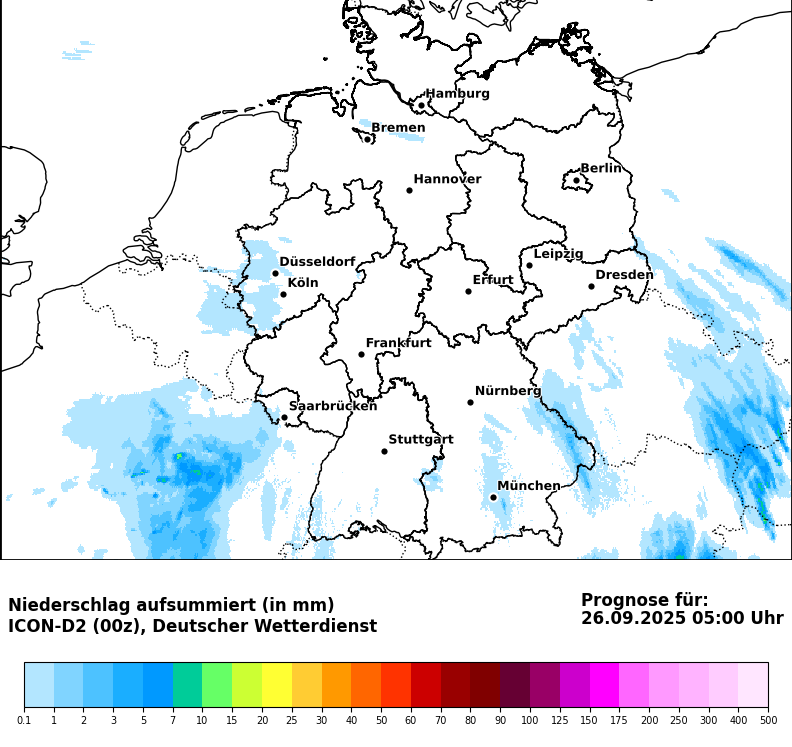 Hamburg
Bremen
Berlin
Hannover
Leipzig
Düsseldorf
Dresden
Köln
Erfurt
Frankfurt
Nürnberg
Saarbrücken
Stuttgart
München
Niederschlag aufsummiert (in mm)
ICON-D2 (00z), Deutscher Wetterdienst
Prognose für:
26.09.2025 05:00 Uhr
0.1 1 2 3 5 7 10 15 20 25 30 40 50 60 70 80 90 100 125 150 175 200 250 300 400 500